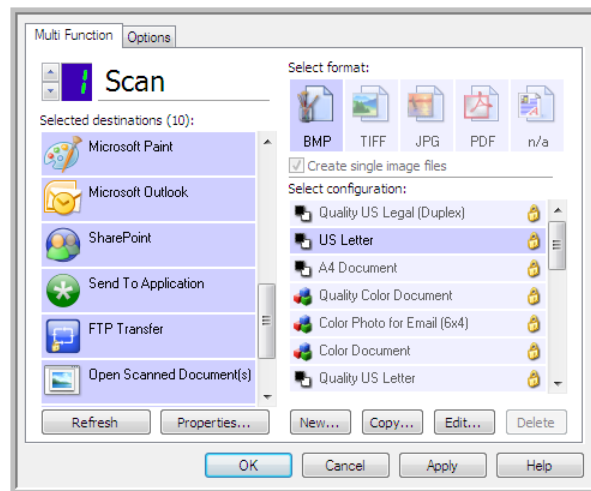 Multi Function
Options
1 Scan
Selected destinations (10):
Microsoft Paint
Microsoft Outlook
SharePoint
Send To Application
FTP Transfer
Open Scanned Document(s)
Refresh
Properties...
Select format:
BMP
TIFF
JPG
PDF
n/a
Create single image files
Select configuration:
Quality US Legal (Duplex)
US Letter
A4 Document
Quality Color Document
Color Photo for Email (6x4)
Color Document
Quality US Letter
New...
Copy...
Edit...
Delete
OK
Cancel
Apply
Help